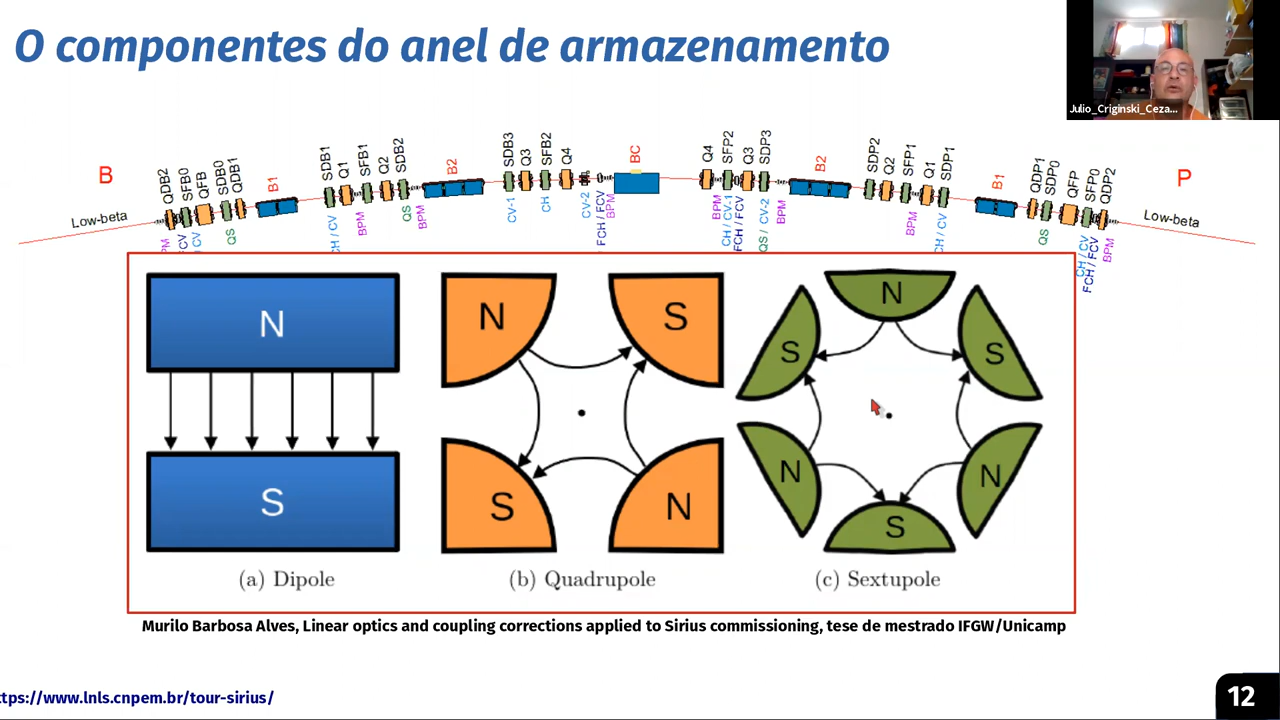 O componentes do anel de armazenamento
Julio_Criginski_Ceza...
B
Low-beta
QDB2
SFB0
QFB
SDB0
QDB1
B1
SDB1
Q1
SFB1
Q2
SDB2
B2
SDB3
Q3
SFB2
Q4
BC
Q4
SFP2
Q3
SDP3
B2
SDP2
Q2
SFP1
Q1
SDP1
B1
QDP1
SDP0
QFP
SFP0
QDP2
P
Low-beta
PM
CV
CV
QS
H / CV
BPM
QS
BPM
CV-1
CH
CV-2
FCH / FCV
BPM
BPM
CH / CV-1
FCH / FCV
QS / CV-2
BPM
BPM
CH / CV
QS
CH / CV
FCH / FCV
BPM
N
S
(a) Dipole
N
S
S
N
(b) Quadrupole
N
S
S
N
N
S
(c) Sextupole
Murilo Barbosa Alves, Linear optics and coupling corrections applied to Sirius commissioning, tese de mestrado IFGW/Unicamp
ttps://www.lnls.cnpem.br/tour-sirius/
12